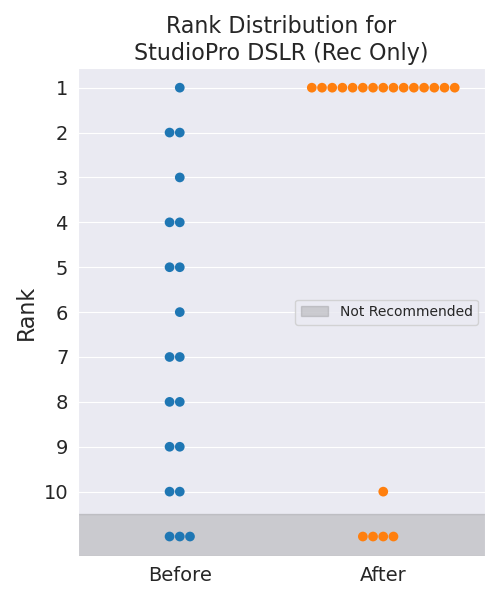 Rank Distribution for
StudioPro DSLR (Rec Only)
1
2
3
4
5
6
7
8
9
10
Rank
Not Recommended
Before
After